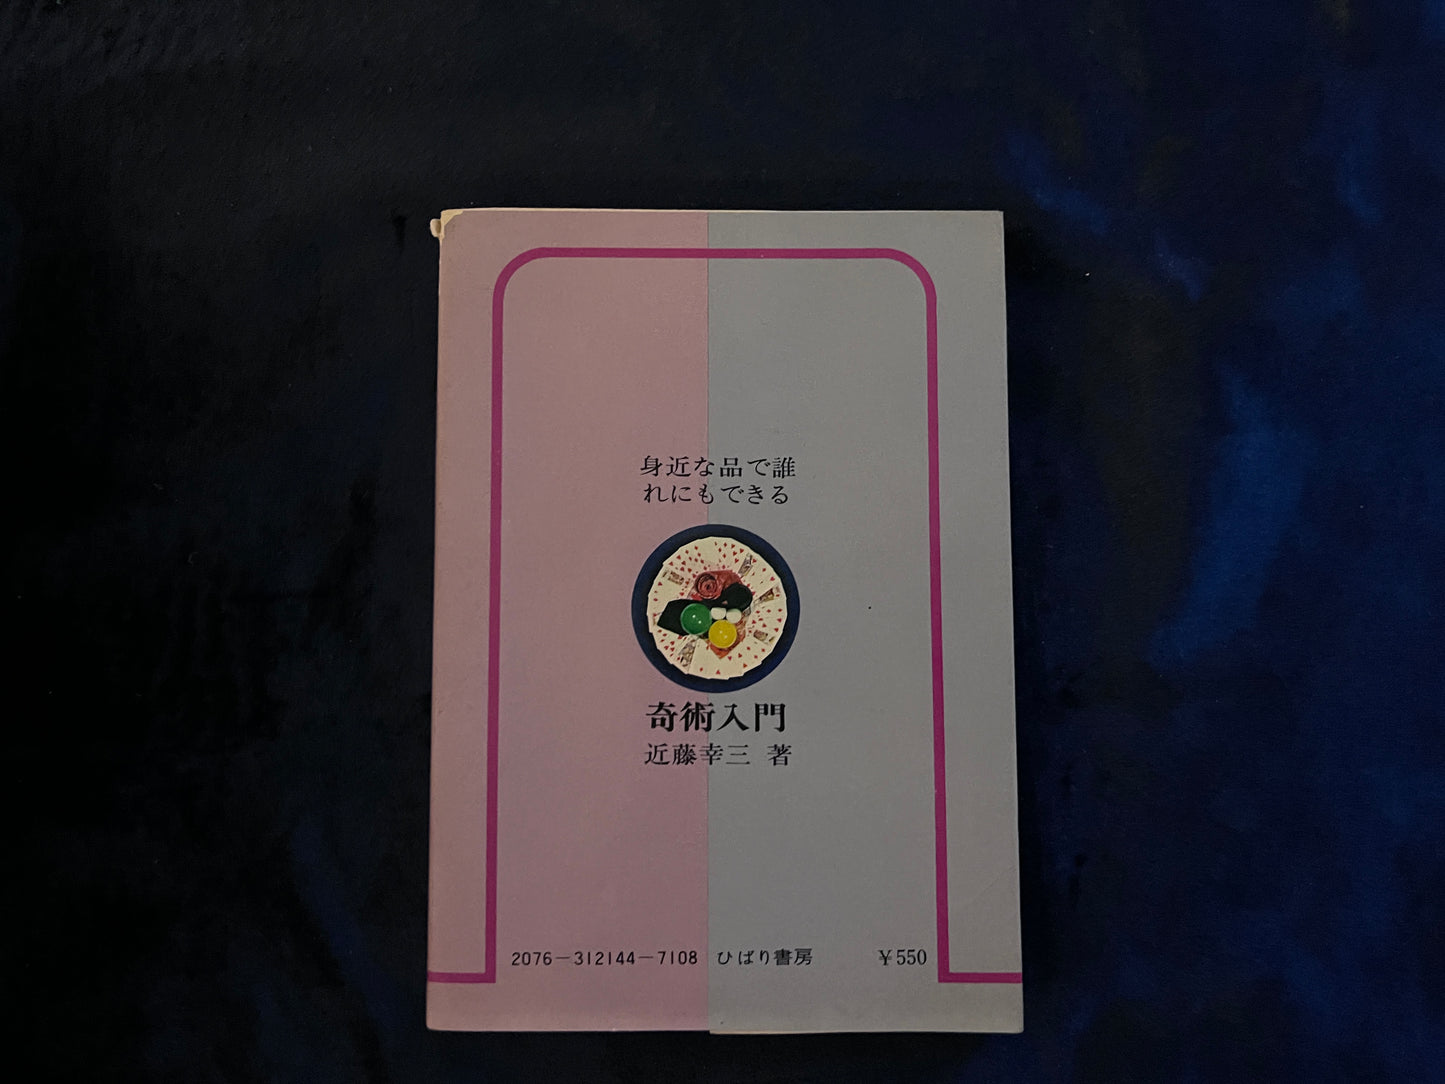 身近な品で誰
れにもできる
奇術入門
近藤幸三 著
2076－312144－7108 ひばり書房 ￥550